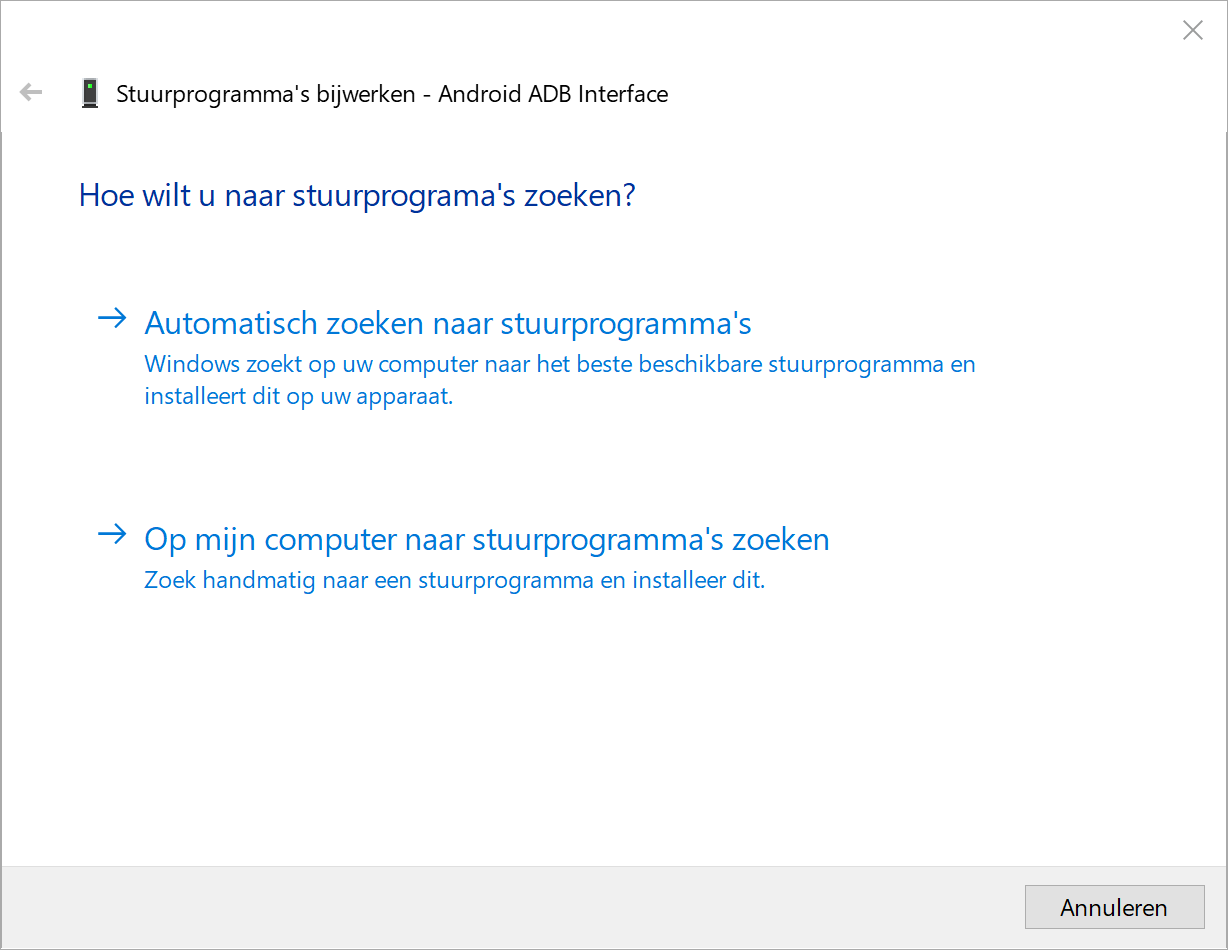 Stuurprogramma's bijwerken - Android ADB Interface
Hoe wilt u naar stuurprograma's zoeken?
Automatisch zoeken naar stuurprogramma's
Windows zoekt op uw computer naar het beste beschikbare stuurprogramma en
installeert dit op uw apparaat.
Op mijn computer naar stuurprogramma's zoeken
Zoek handmatig naar een stuurprogramma en installeer dit.
Annuleren